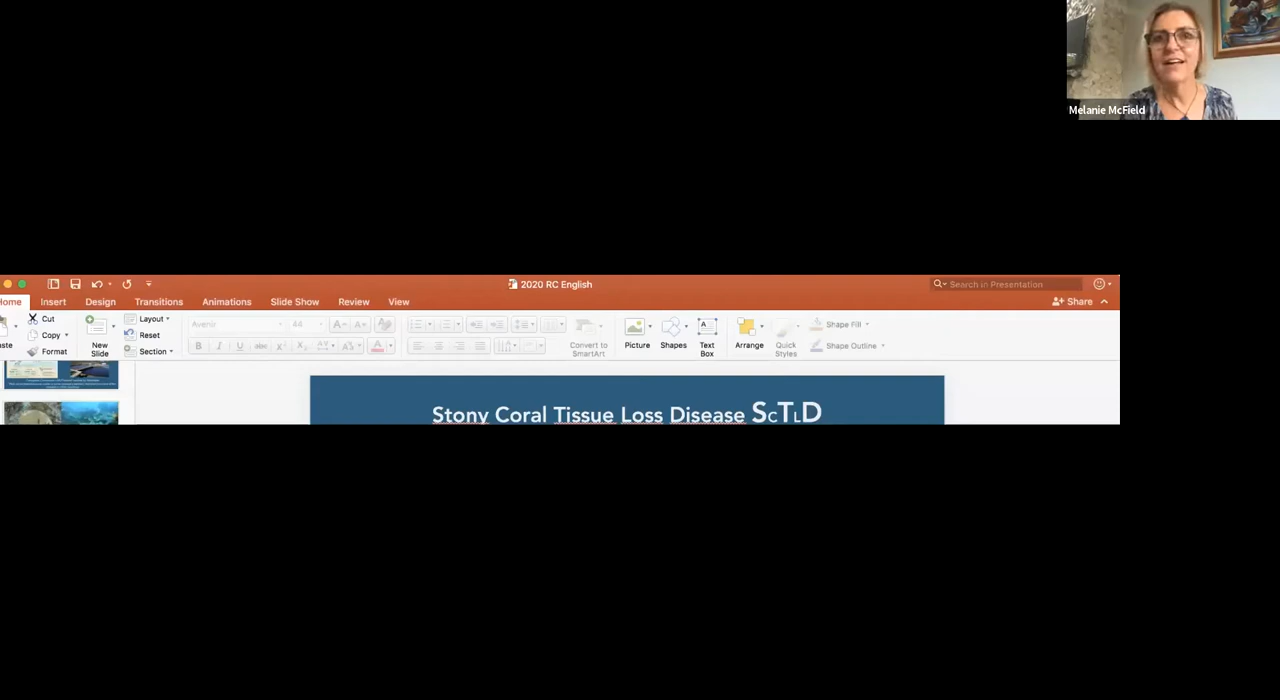 Melanie McField
2020 RC English
Search in Presentation
Home Insert Design Transitions Animations Slide Show Review View
Share
Cut
Copy
Format
New
Slide
Layout
Reset
Section
Avenir
44
Convert to
SmartArt
Picture
Shapes
Text
Box
Arrange
Quick
Styles
Shape Fill
Shape Outline
Stony Coral Tissue Loss Disease ScTLD